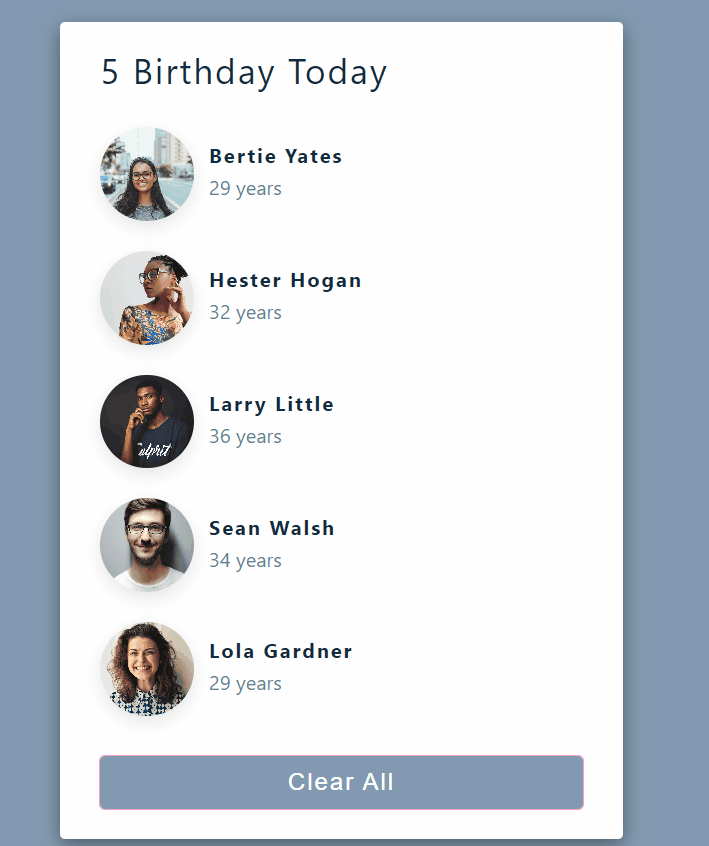 5 Birthday Today
Bertie Yates
29 years
Hester Hogan
32 years
Larry Little
36 years
Sean Walsh
34 years
Lola Gardner
29 years
Clear All